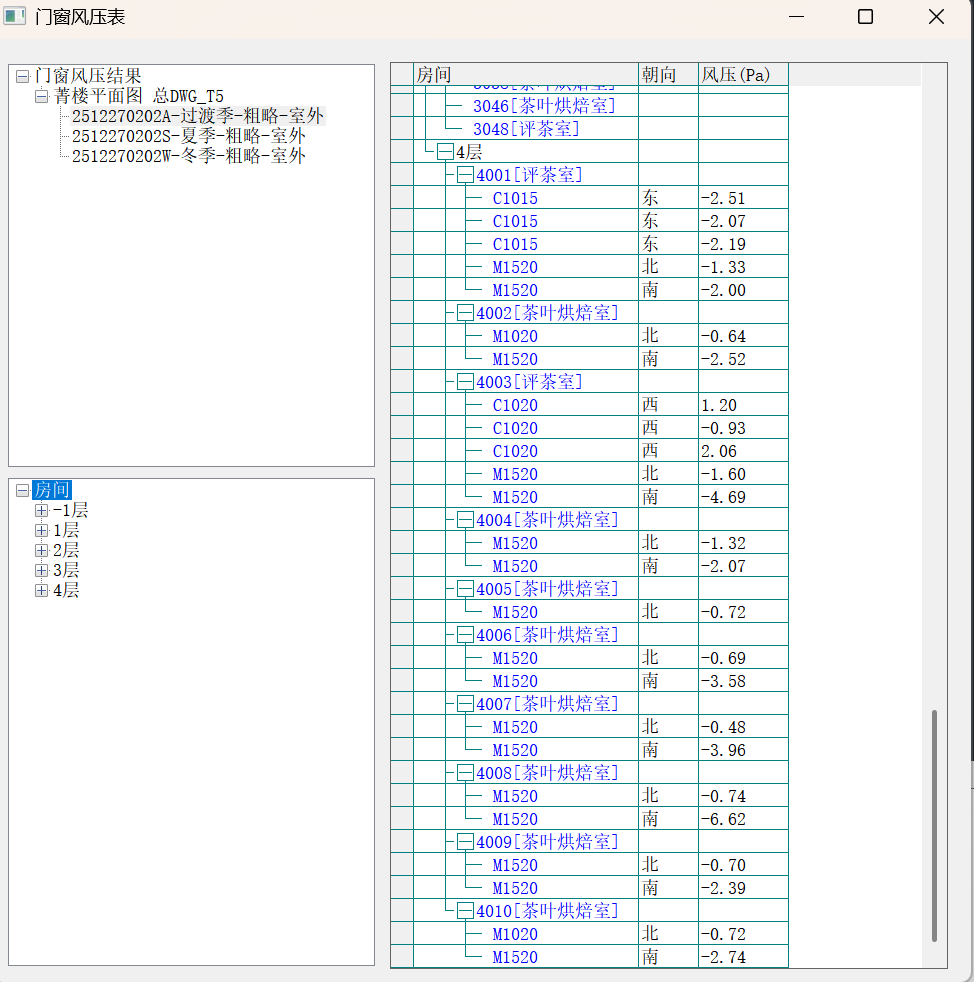 门窗风压表
门窗风压结果
菁楼平面图 总DWG_T5
2512270202A-过渡季-粗略-室外
2512270202S-夏季-粗略-室外
2512270202W-冬季-粗略-室外
房间
-1层
1层
2层
3层
4层
房间 朝向 风压(Pa)
3046[茶叶烘焙室]
3048[评茶室]
4层
4001[评茶室]
C1015 东 -2.51
C1015 东 -2.07
C1015 东 -2.19
M1520 北 -1.33
M1520 南 -2.00
4002[茶叶烘焙室]
M1020 北 -0.64
M1520 南 -2.52
4003[评茶室]
C1020 西 1.20
C1020 西 -0.93
C1020 西 2.06
M1520 北 -1.60
M1520 南 -4.69
4004[茶叶烘焙室]
M1520 北 -1.32
M1520 南 -2.07
4005[茶叶烘焙室]
M1520 北 -0.72
4006[茶叶烘焙室]
M1520 北 -0.69
M1520 南 -3.58
4007[茶叶烘焙室]
M1520 北 -0.48
M1520 南 -3.96
4008[茶叶烘焙室]
M1520 北 -0.74
M1520 南 -6.62
4009[茶叶烘焙室]
M1520 北 -0.70
M1520 南 -2.39
4010[茶叶烘焙室]
M1020 北 -0.72
M1520 南 -2.74